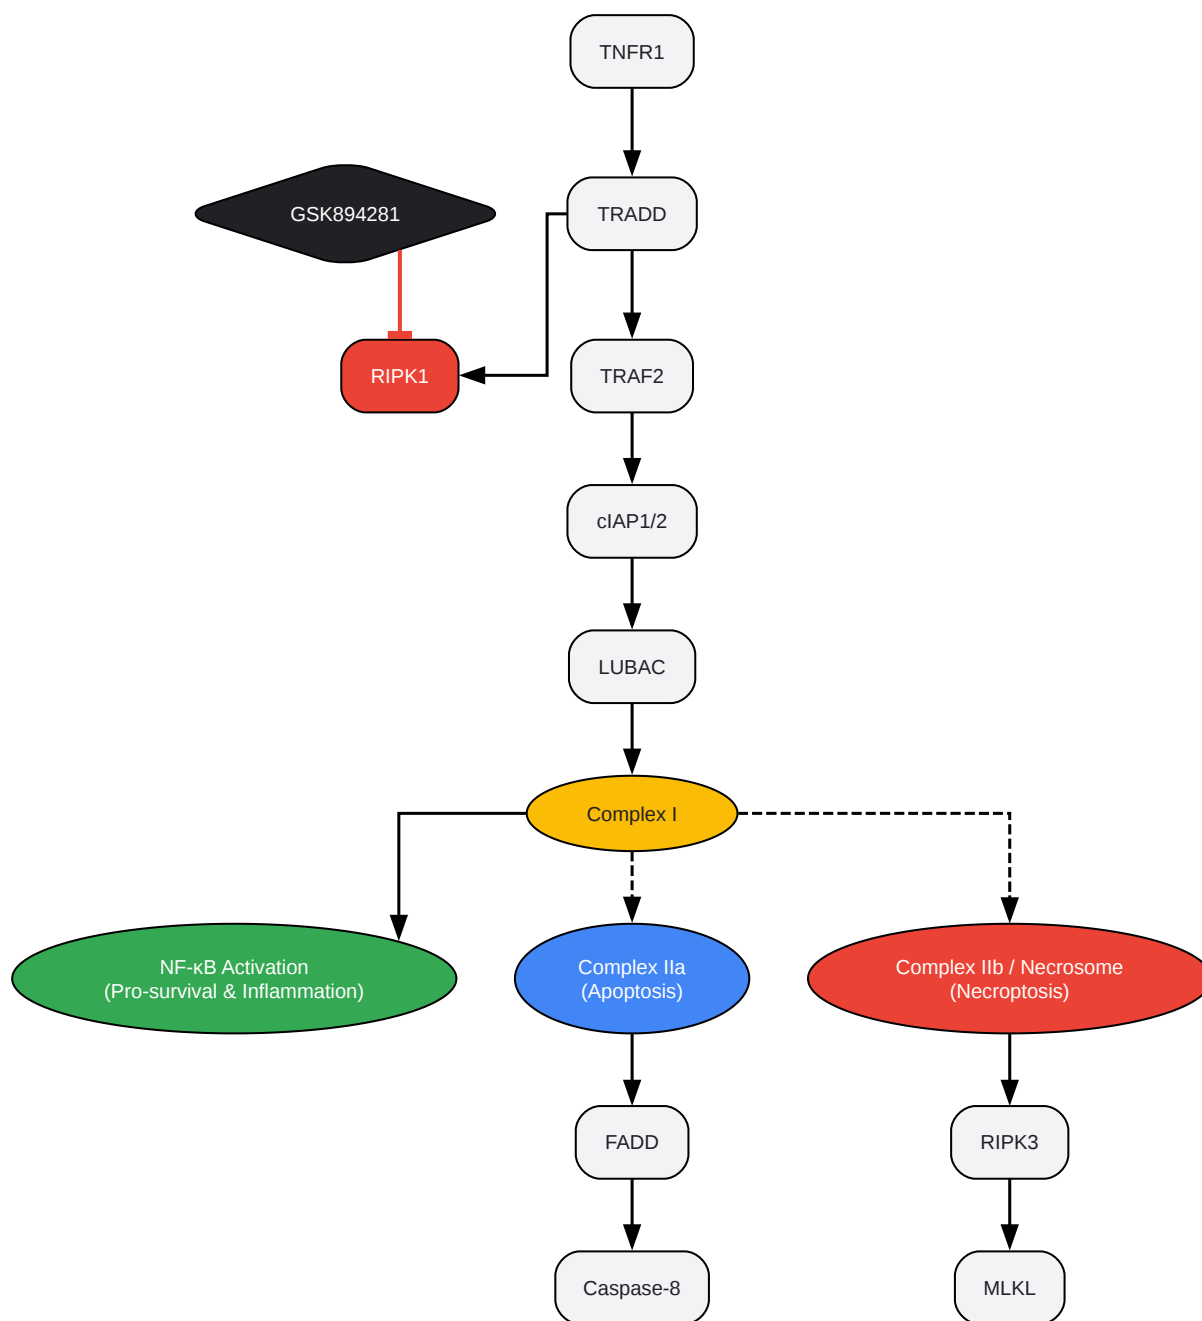 TNFR1
GSK894281
TRADD
RIPK1
TRAF2
cIAP1/2
LUBAC
Complex I
NF-κB Activation
(Pro-survival & Inflammation)
Complex IIa
(Apoptosis)
Complex IIb / Necrosome
(Necroptosis)
FADD
RIPK3
Caspase-8
MLKL